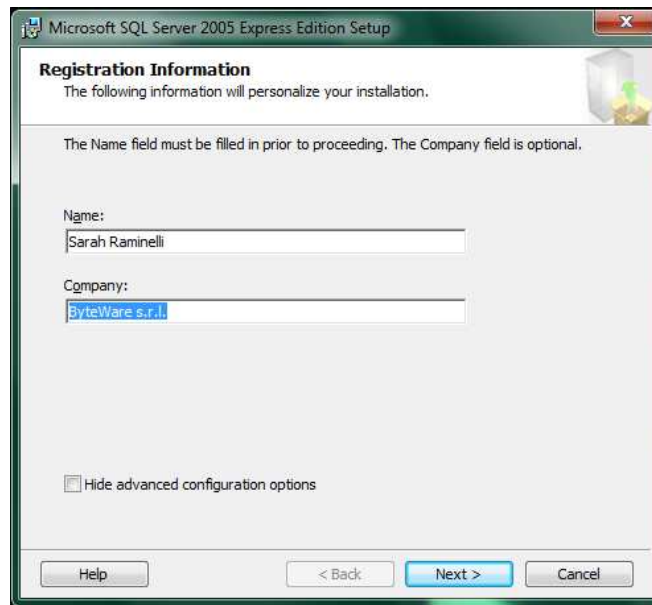 Microsoft SQL Server 2005 Express Edition Setup
Registration Information
The following information will personalize your installation.
The Name field must be filled in prior to proceeding. The Company field is optional.
Name:
Sarah Raminelli
Company:
ByteWare s.r.l.
Hide advanced configuration options
Help
< Back
Next >
Cancel